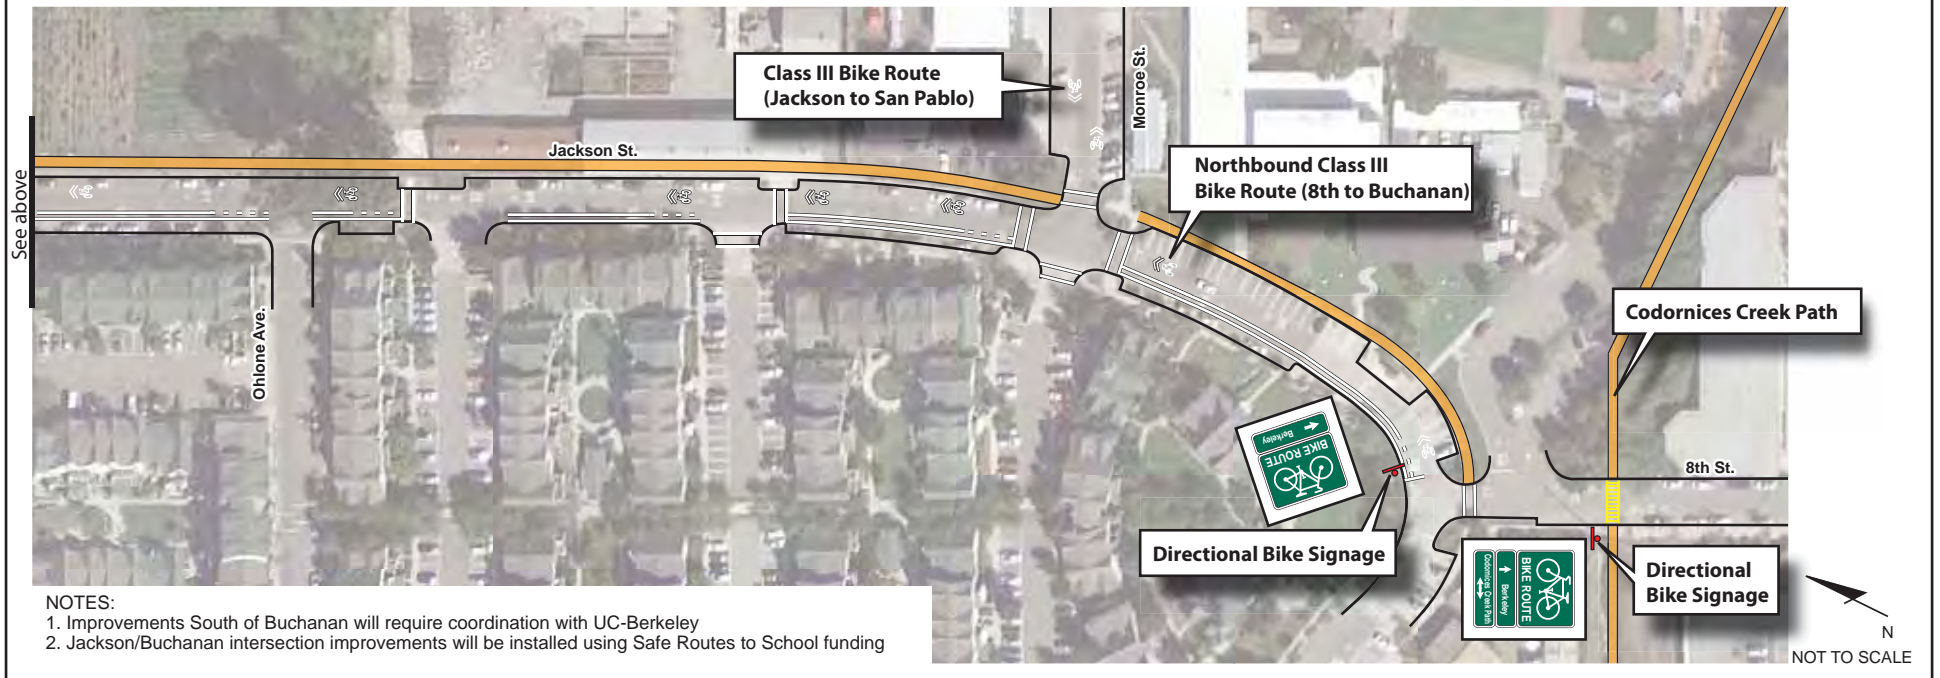 See above
Jackson St.
Class III Bike Route
(Jackson to San Pablo)
Monroe St.
Northbound Class III
Bike Route (8th to Buchanan)
Codornices Creek Path
Ohlone Ave.
8th St.
BIKE ROUTE
Berkeley
Directional Bike Signage
BIKE ROUTE
Berkeley
Codornices Creek Path
Directional
Bike Signage
NOTES:
1. Improvements South of Buchanan will require coordination with UC-Berkeley
2. Jackson/Buchanan intersection improvements will be installed using Safe Routes to School funding
N
NOT TO SCALE